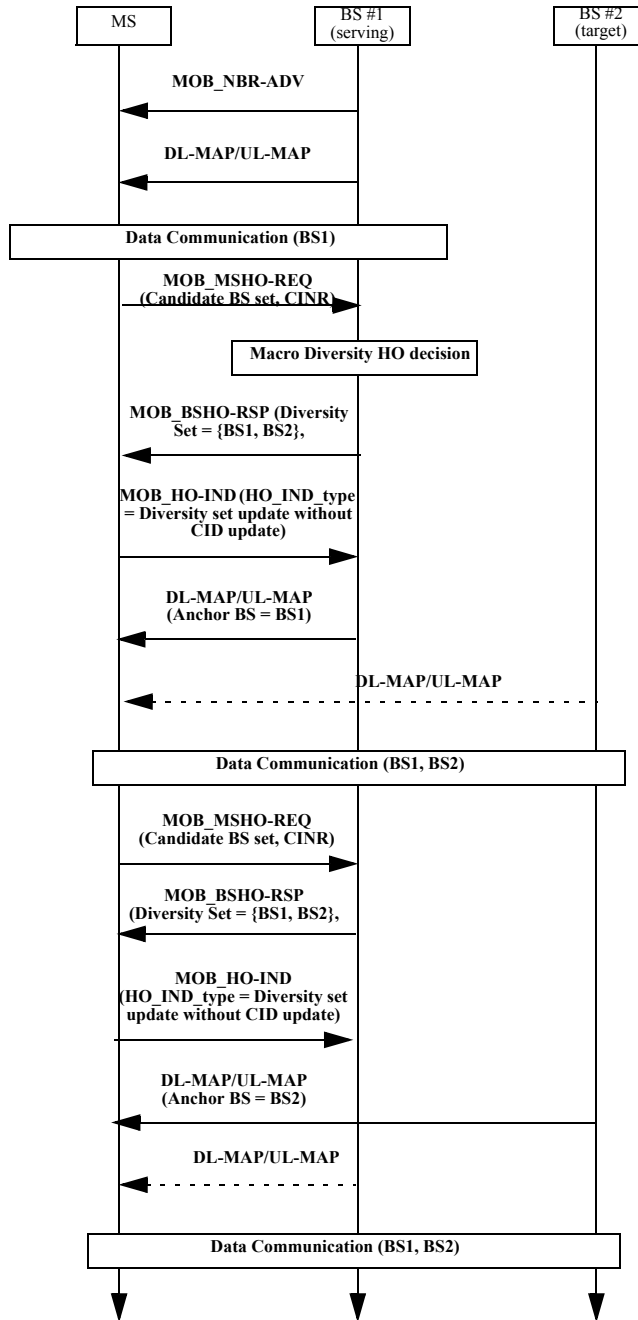 MS
BS #1
(serving)
BS #2
(target)
MOB_NBR-ADV
DL-MAP/UL-MAP
Data Communication (BS1)
MOB_MSHO-REQ
(Candidate BS set, CINR)
Macro Diversity HO decision
MOB_BSHO-RSP (Diversity
Set = {BS1, BS2},
MOB_HO-IND (HO_IND_type
= Diversity set update without
CID update)
DL-MAP/UL-MAP
(Anchor BS = BS1)
DL-MAP/UL-MAP
Data Communication (BS1, BS2)
MOB_MSHO-REQ
(Candidate BS set, CINR)
MOB_BSHO-RSP
(Diversity Set = {BS1, BS2},
MOB_HO-IND
(HO_IND_type = Diversity set
update without CID update)
DL-MAP/UL-MAP
(Anchor BS = BS2)
DL-MAP/UL-MAP
Data Communication (BS1, BS2)